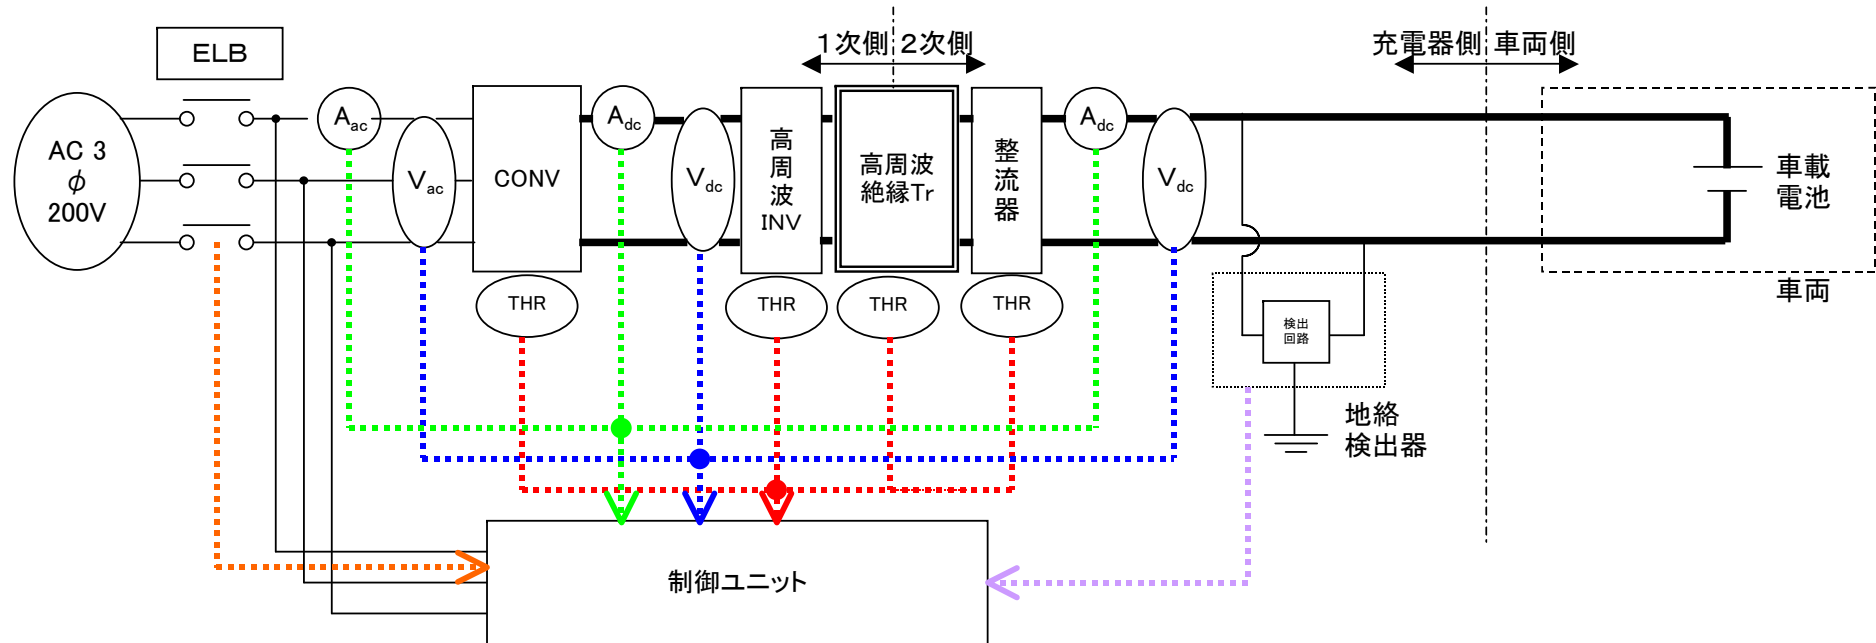 ELB
1次側 2次側
充電器側 車両側
AC 3
φ
200V
Aac
Vac
CONV
Adc
Vdc
高
周
波
INV
高周波
絶縁Tr
整
流
器
Adc
Vdc
車載
電池
車両
THR
THR
THR
THR
検出
回路
地絡
検出器
制御ユニット